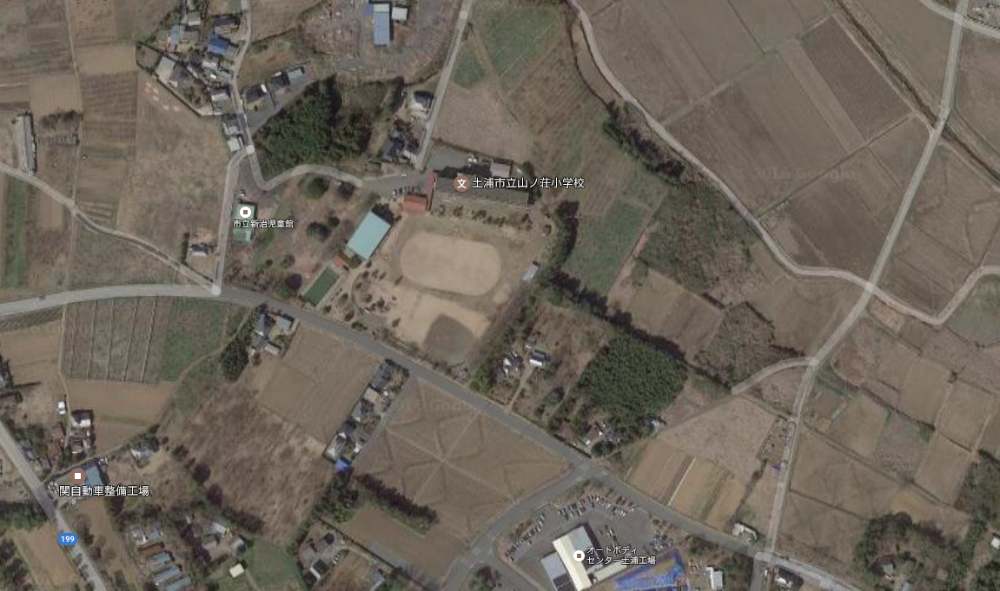 文
土浦市立山ノ荘小学校
市立新治児童館
関自動車整備工場
199
オートボディ
センター土浦工場